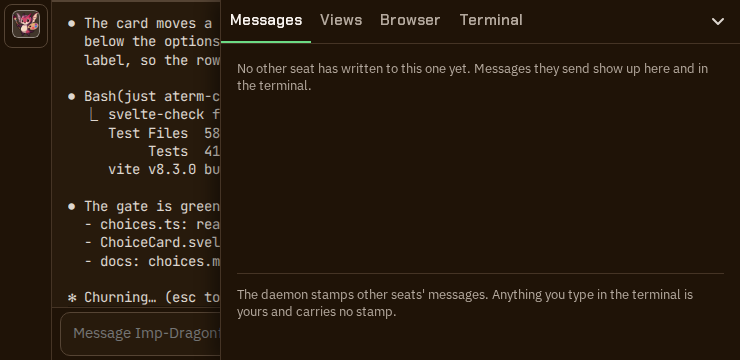 ● The card moves a
below the options
label, so the row
● Bash(just aterm-c
⎿ svelte-check f
Test Files 58
Tests 41
vite v8.3.0 bu
● The gate is green
- choices.ts: rea
- ChoiceCard.svel
- docs: choices.m
✻ Churning… (esc to
Message Imp-Dragonf
Messages Views Browser Terminal
No other seat has written to this one yet. Messages they send show up here and in
the terminal.
The daemon stamps other seats' messages. Anything you type in the terminal is
yours and carries no stamp.